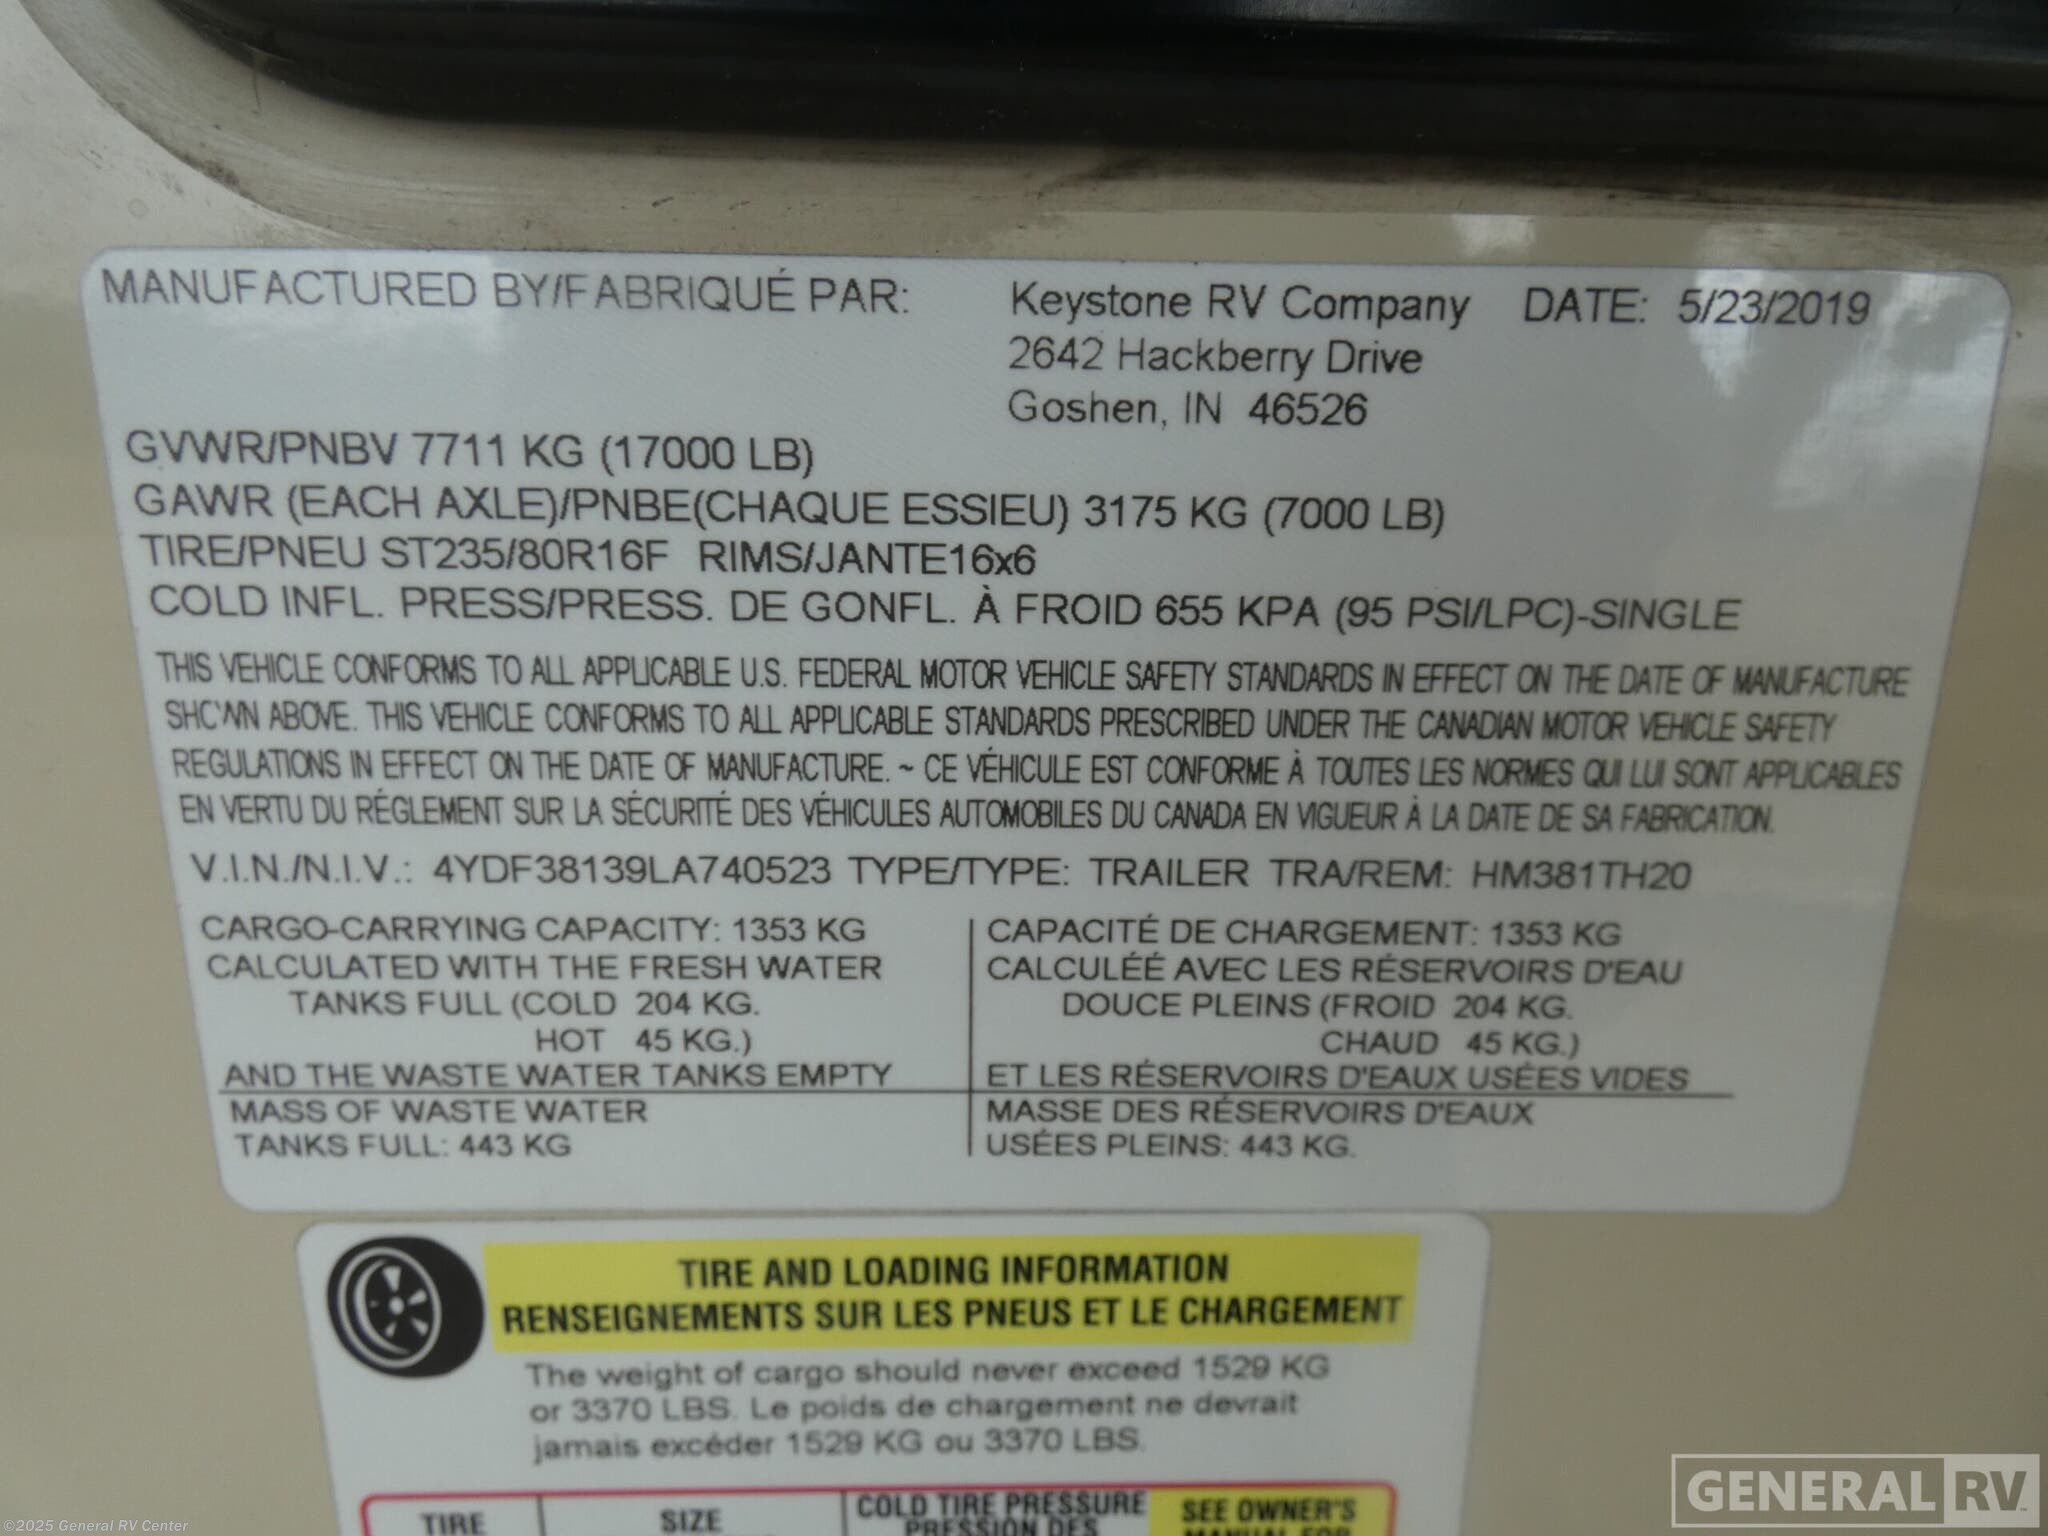 MANUFACTURED BY/FABRIQUÉ PAR: Keystone RV Company DATE: 5/23/2019
2642 Hackberry Drive
Goshen, IN 46526
GVWR/PNBV 7711 KG (17000 LB)
GAWR (EACH AXLE)/PNBE(CHAQUE ESSIEU) 3175 KG (7000 LB)
TIRE/PNEU ST235/80R16F RIMS/JANTE16x6
COLD INFL. PRESS/PRESS. DE GONFL. À FROID 655 KPA (95 PSI/LPC)-SINGLE
THIS VEHICLE CONFORMS TO ALL APPLICABLE U.S. FEDERAL MOTOR VEHICLE SAFETY STANDARDS IN EFFECT ON THE DATE OF MANUFACTURE
SHOWN ABOVE. THIS VEHICLE CONFORMS TO ALL APPLICABLE STANDARDS PRESCRIBED UNDER THE CANADIAN MOTOR VEHICLE SAFETY
REGULATIONS IN EFFECT ON THE DATE OF MANUFACTURE. ~ CE VÉHICULE EST CONFORME À TOUTES LES NORMES QUI LUI SONT APPLICABLES
EN VERTU DU RÉGLEMENT SUR LA SÉCURITÉ DES VÉHICULES AUTOMOBILES DU CANADA EN VIGUEUR À LA DATE DE SA FABRICATION.
V.I.N./N.I.V.: 4YDF38139LA740523 TYPE/TYPE: TRAILER TRA/REM: HM381TH20
CARGO-CARRYING CAPACITY: 1353 KG
CALCULATED WITH THE FRESH WATER
TANKS FULL (COLD 204 KG.
HOT 45 KG.)
AND THE WASTE WATER TANKS EMPTY
MASS OF WASTE WATER
TANKS FULL: 443 KG
CAPACITÉ DE CHARGEMENT: 1353 KG
CALCULÉÉ AVEC LES RÉSERVOIRS D'EAU
DOUCE PLEINS (FROID 204 KG.
CHAUD 45 KG.)
ET LES RÉSERVOIRS D'EAUX USÉES VIDES
MASSE DES RÉSERVOIRS D'EAUX
USÉES PLEINS: 443 KG.
TIRE AND LOADING INFORMATION
RENSEIGNEMENTS SUR LES PNEUS ET LE CHARGEMENT
The weight of cargo should never exceed 1529 KG
or 3370 LBS. Le poids de chargement ne devrait
jamais excéder 1529 KG ou 3370 LBS.
TIRE SIZE COLD TIRE PRESSURE SEE OWNER'S
PRESSION DES MANUAL FOR
GENERAL RV
©2025 General RV Center